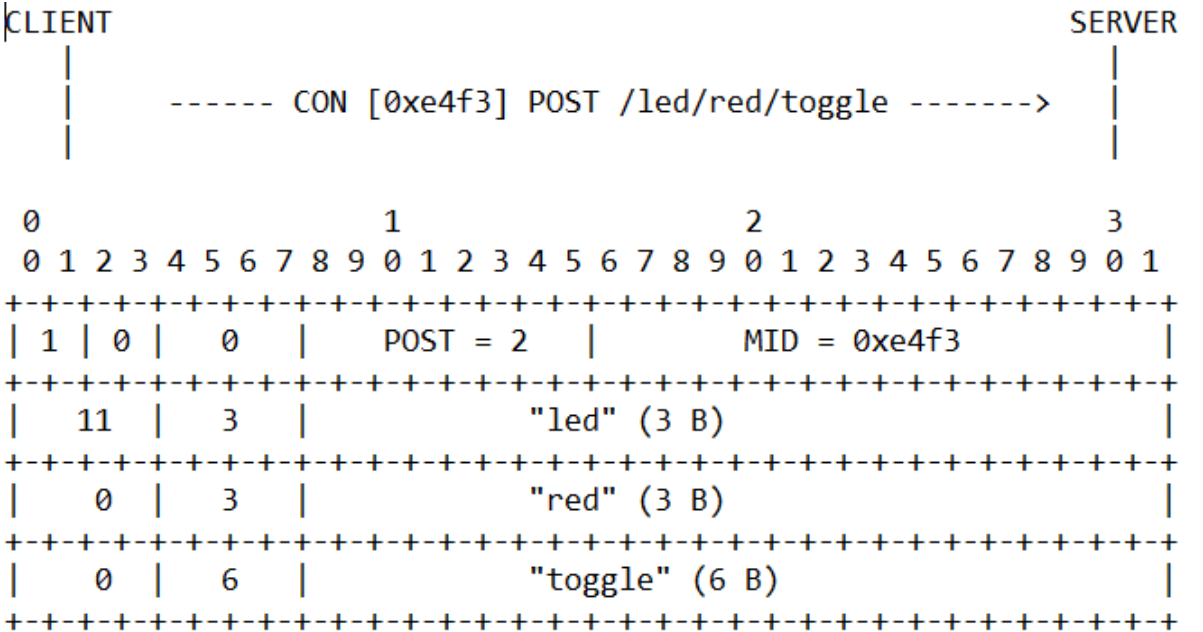 CLIENT SERVER
| |
| ------ CON [0xe4f3] POST /led/red/toggle -------> |
| |
0 1 2 3
0 1 2 3 4 5 6 7 8 9 0 1 2 3 4 5 6 7 8 9 0 1 2 3 4 5 6 7 8 9 0 1
+-+-+-+-+-+-+-+-+-+-+-+-+-+-+-+-+-+-+-+-+-+-+-+-+-+-+-+-+-+-+-+-+
| 1 | 0 | 0 | POST = 2 | MID = 0xe4f3 |
+-+-+-+-+-+-+-+-+-+-+-+-+-+-+-+-+-+-+-+-+-+-+-+-+-+-+-+-+-+-+-+-+
| 11 | 3 | "led" (3 B) |
+-+-+-+-+-+-+-+-+-+-+-+-+-+-+-+-+-+-+-+-+-+-+-+-+-+-+-+-+-+-+-+-+
| 0 | 3 | "red" (3 B) |
+-+-+-+-+-+-+-+-+-+-+-+-+-+-+-+-+-+-+-+-+-+-+-+-+-+-+-+-+-+-+-+-+
| 0 | 6 | "toggle" (6 B) |
+-+-+-+-+-+-+-+-+-+-+-+-+-+-+-+-+-+-+-+-+-+-+-+-+-+-+-+-+-+-+-+-+